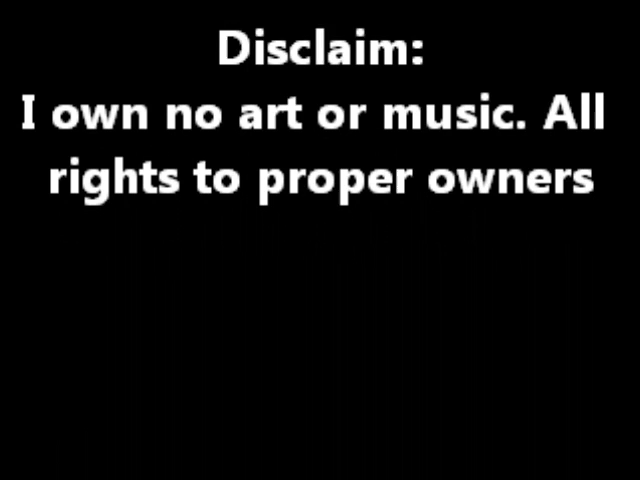 Disclaim:
I own no art or music. All
rights to proper owners